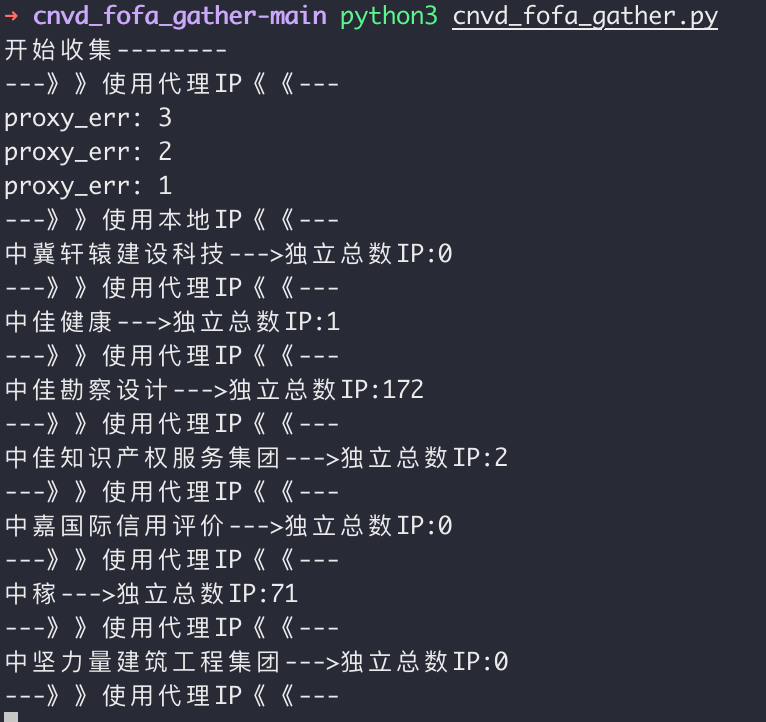 → cnvd_fofa_gather-main python3 cnvd_fofa_gather.py
开始收集--------
---》》使用代理IP《《---
proxy_err: 3
proxy_err: 2
proxy_err: 1
---》》使用本地IP《《---
中冀轩辕建设科技--->独立总数IP:0
---》》使用代理IP《《---
中佳健康--->独立总数IP:1
---》》使用代理IP《《---
中佳勘察设计--->独立总数IP:172
---》》使用代理IP《《---
中佳知识产权服务集团--->独立总数IP:2
---》》使用代理IP《《---
中嘉国际信用评价--->独立总数IP:0
---》》使用代理IP《《---
中稼--->独立总数IP:71
---》》使用代理IP《《---
中坚力量建筑工程集团--->独立总数IP:0
---》》使用代理IP《《---